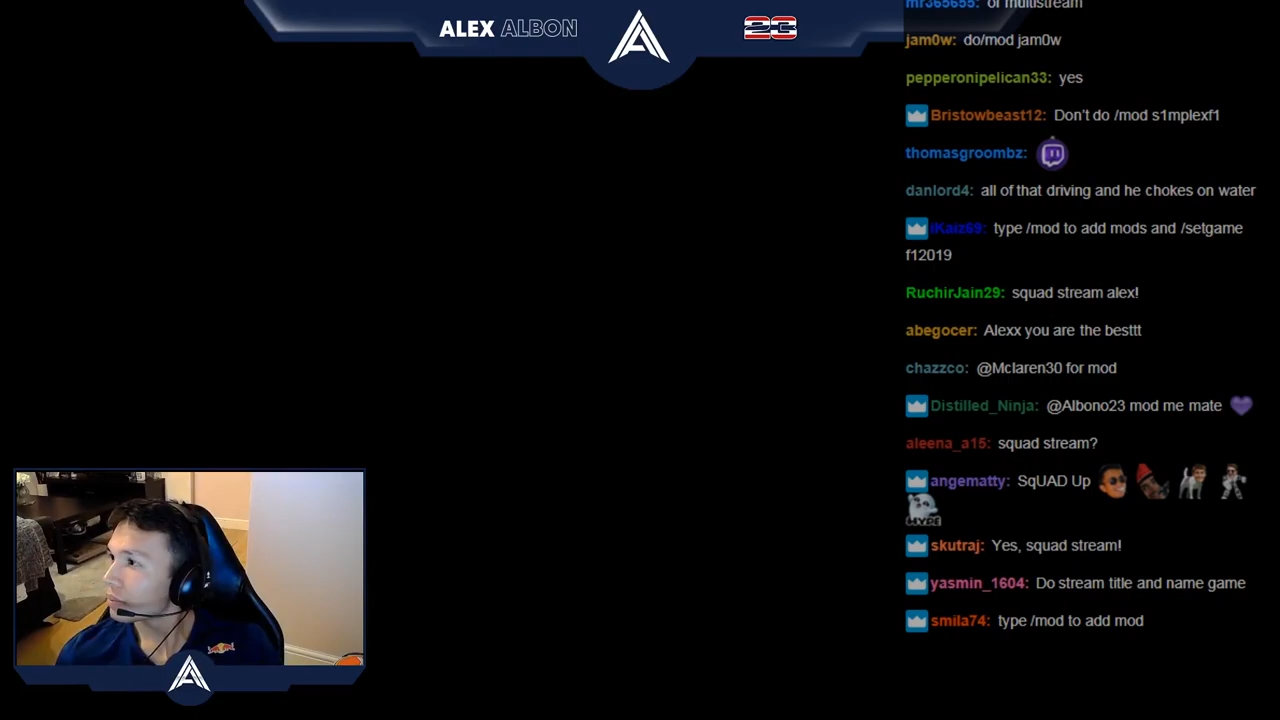 ALEX ALBON
23
mr365655: of multistream
jam0w: do/mod jam0w
pepperonipelican33: yes
Bristowbeast12: Don't do /mod s1mplexf1
thomasgroombz:
danlord4: all of that driving and he chokes on water
iKaiz69: type /mod to add mods and /setgame
f12019
RuchirJain29: squad stream alex!
abegocer: Alexx you are the besttt
chazzco: @Mclaren30 for mod
Distilled_Ninja: @Albono23 mod me mate
aleena_a15: squad stream?
angematty: SqUAD Up
HYPE
skutraj: Yes, squad stream!
yasmin_1604: Do stream title and name game
smila74: type /mod to add mod